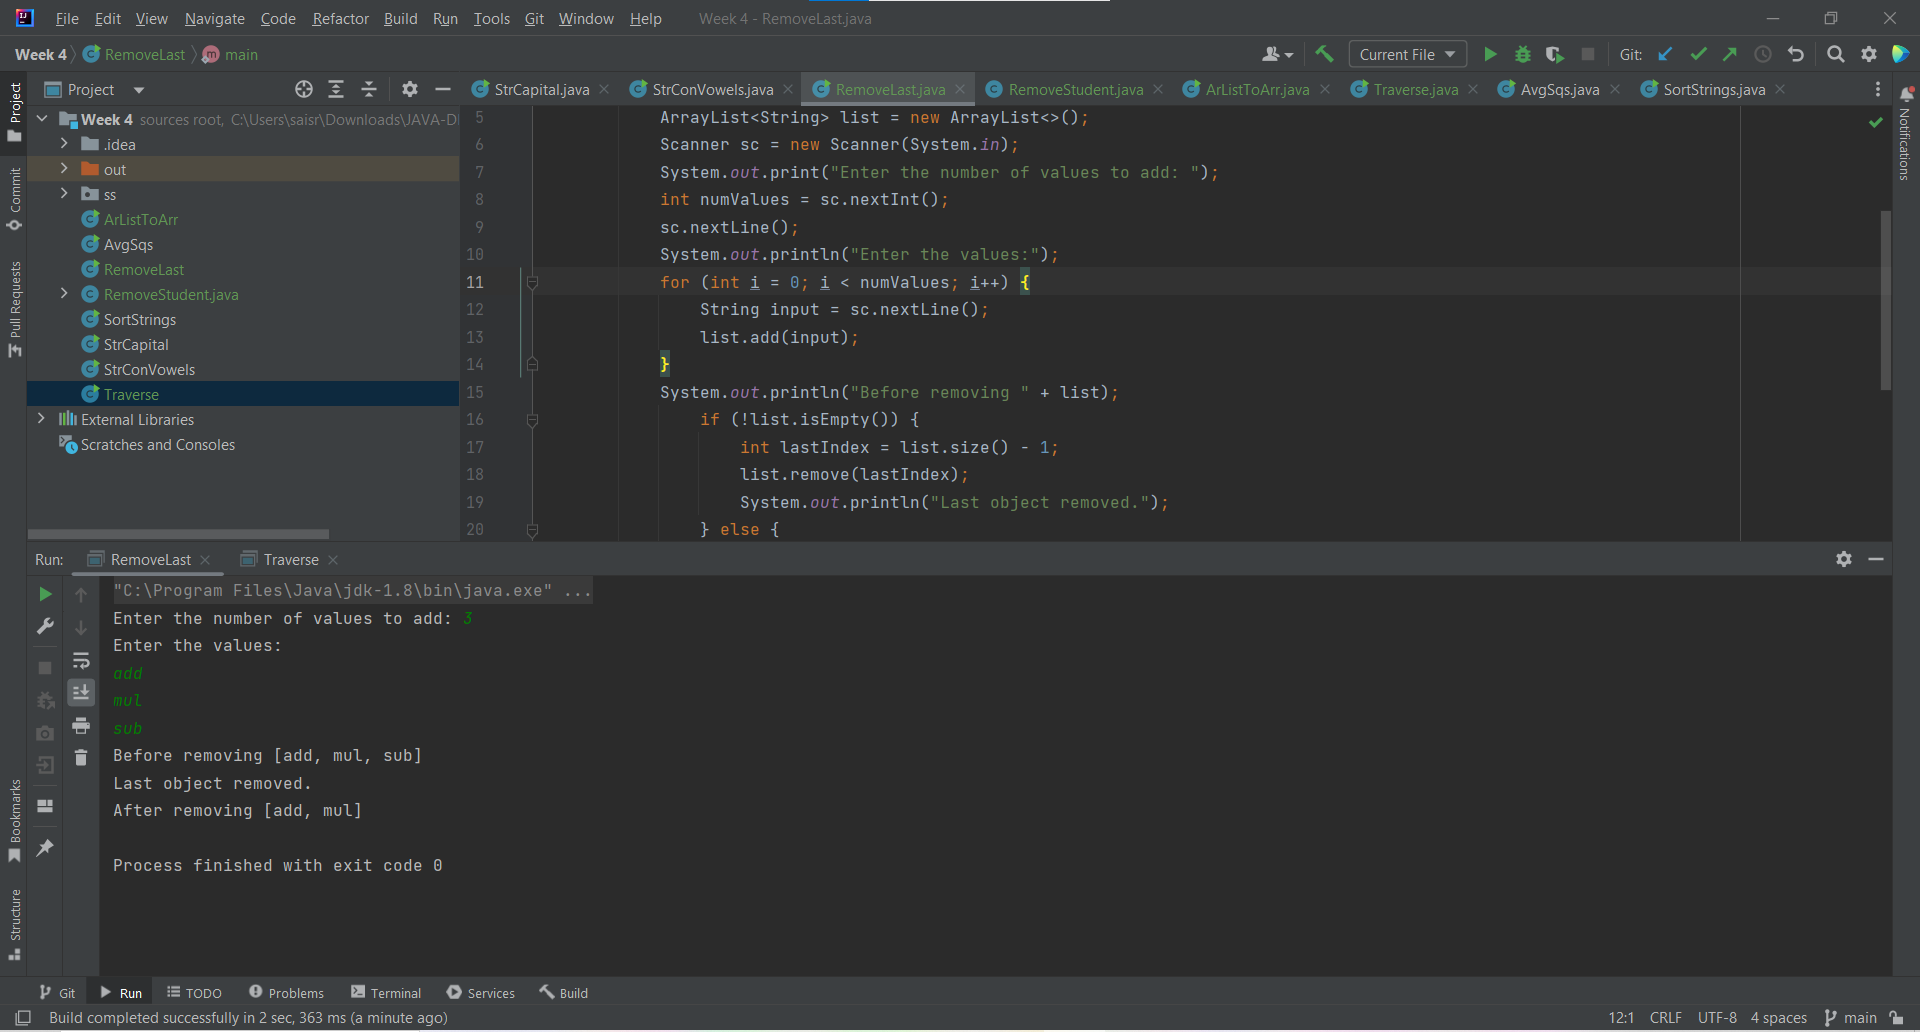 File Edit View Navigate Code Refactor Build Run Tools Git Window Help Week 4 - RemoveLast.java
Week 4 RemoveLast m main Current File Git:
Project
StrCapital.java StrConVowels.java RemoveLast.java RemoveStudent.java ArListToArr.java Traverse.java AvgSqs.java SortStrings.java
Week 4 sources root, C:\Users\saisr\Downloads\JAVA-D
.idea
out
ss
ArListToArr
AvgSqs
RemoveLast
RemoveStudent.java
SortStrings
StrCapital
StrConVowels
Traverse
External Libraries
Scratches and Consoles
Project
Commit
Pull Requests
Bookmarks
Structure
Notifications
5 ArrayList<String> list = new ArrayList<>();
6 Scanner sc = new Scanner(System.in);
7 System.out.print("Enter the number of values to add: ");
8 int numValues = sc.nextInt();
9 sc.nextLine();
10 System.out.println("Enter the values:");
11 for (int i = 0; i < numValues; i++) {
12 String input = sc.nextLine();
13 list.add(input);
14 }
15 System.out.println("Before removing " + list);
16 if (!list.isEmpty()) {
17 int lastIndex = list.size() - 1;
18 list.remove(lastIndex);
19 System.out.println("Last object removed.");
20 } else {
Run: RemoveLast Traverse
"C:\Program Files\Java\jdk-1.8\bin\java.exe" ...
Enter the number of values to add: 3
Enter the values:
add
mul
sub
Before removing [add, mul, sub]
Last object removed.
After removing [add, mul]
Process finished with exit code 0
Git Run TODO Problems Terminal Services Build
Build completed successfully in 2 sec, 363 ms (a minute ago) 12:1 CRLF UTF-8 4 spaces main